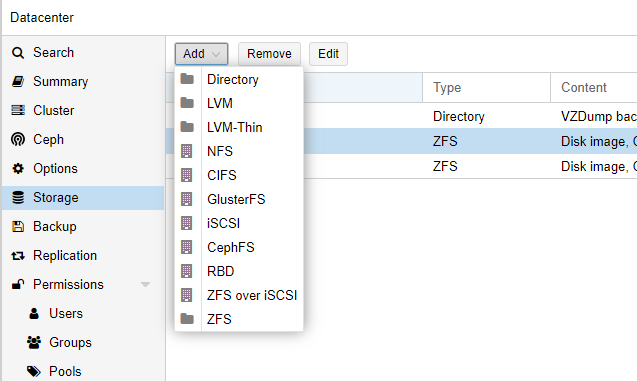 Datacenter
Search
Summary
Cluster
Ceph
Options
Storage
Backup
Replication
Permissions
Users
Groups
Pools
Add
Remove
Edit
Directory
LVM
LVM-Thin
NFS
CIFS
GlusterFS
iSCSI
CephFS
RBD
ZFS over iSCSI
ZFS
Type
Content
Directory
VZDump bac
ZFS
Disk image, C
ZFS
Disk image, C